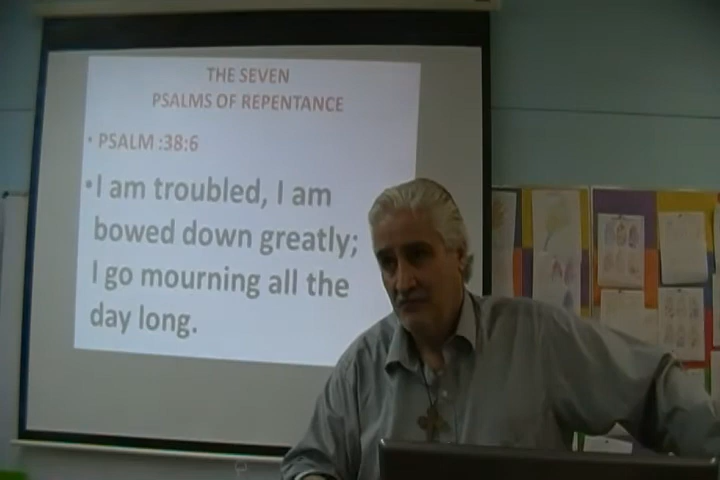 THE SEVEN
PSALMS OF REPENTANCE
• PSALM :38:6
•I am troubled, I am
bowed down greatly;
I go mourning all the
day long.